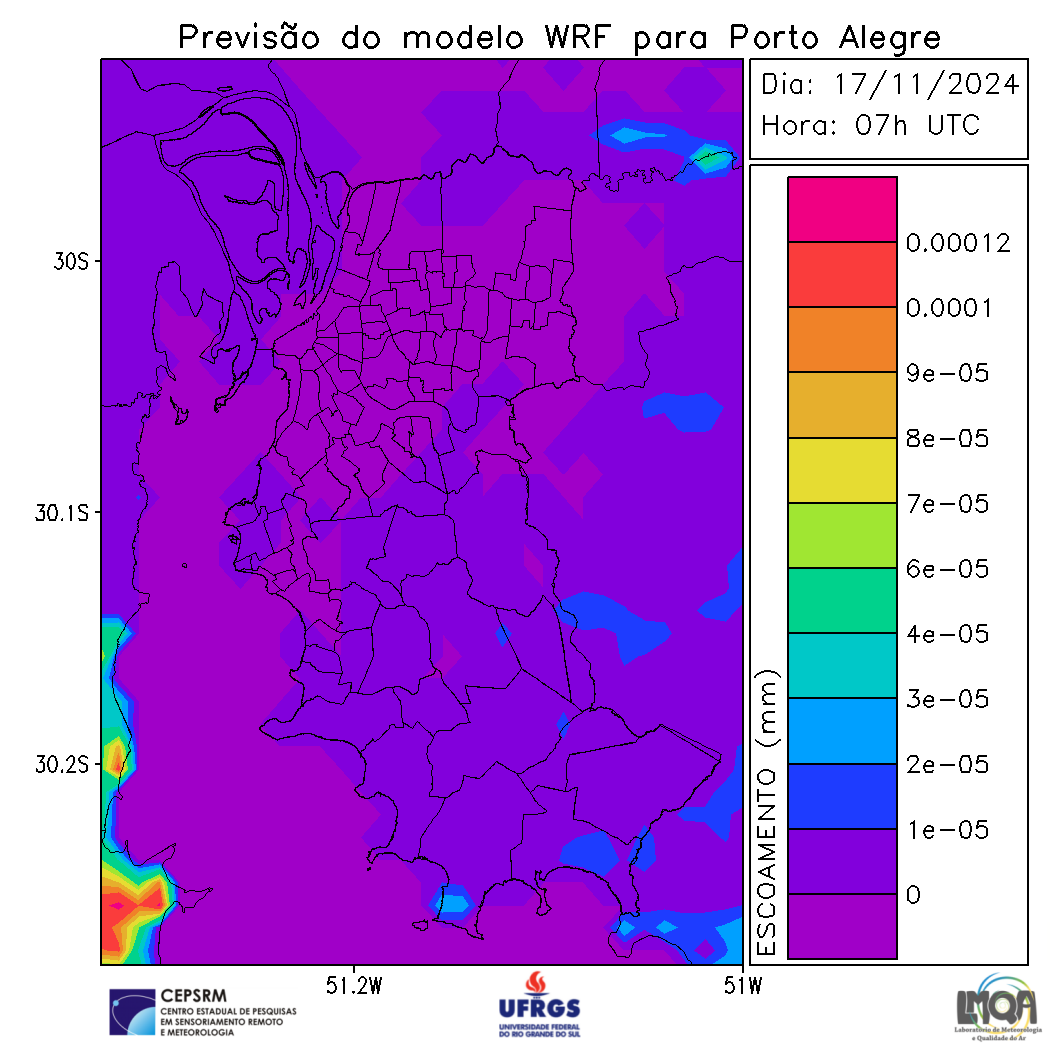 Previsão do modelo WRF para Porto Alegre
Dia: 17/11/2024
Hora: 07h UTC
30S
30.1S
30.2S
51.2W
51W
ESCOAMENTO (mm)
0.00012
0.0001
9e-05
8e-05
7e-05
6e-05
4e-05
3e-05
2e-05
1e-05
0
CEPSRM
CENTRO ESTADUAL DE PESQUISAS
EM SENSORIAMENTO REMOTO
E METEOROLOGIA
UFRGS
UNIVERSIDADE FEDERAL
DO RIO GRANDE DO SUL
LMQA
Laboratório de Meteorologia
e Qualidade do Ar